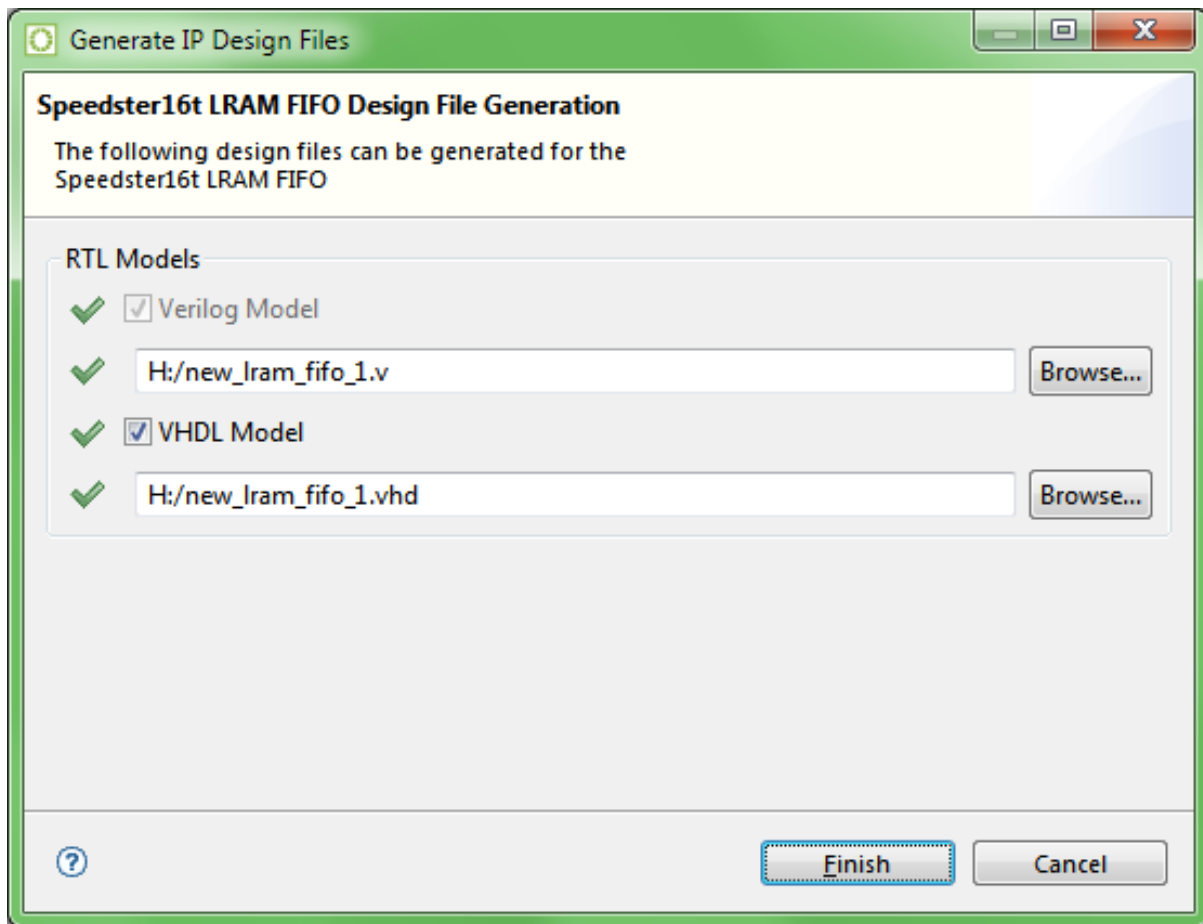 Generate IP Design Files
Speedster16t LRAM FIFO Design File Generation
The following design files can be generated for the
Speedster16t LRAM FIFO
RTL Models
Verilog Model
H:/new_lram_fifo_1.v
Browse...
VHDL Model
H:/new_lram_fifo_1.vhd
Browse...
?
Finish
Cancel